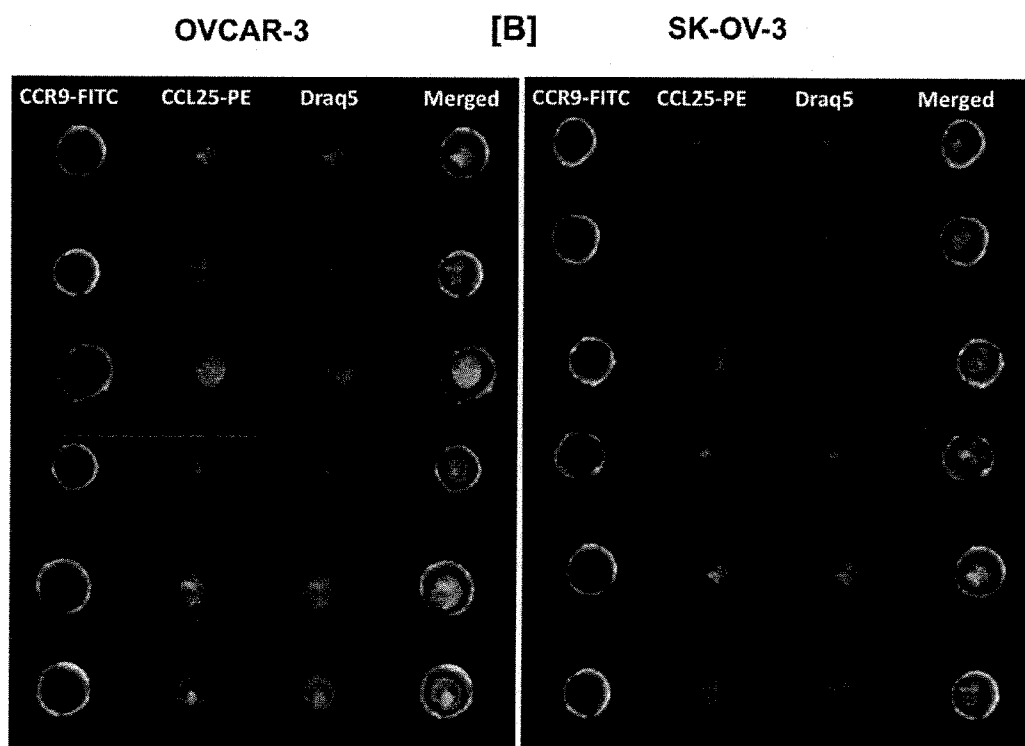 OVCAR-3 [B] SK-OV-3
CCR9-FITC CCL25-PE Draq5 Merged CCR9-FITC CCL25-PE Draq5 Merged